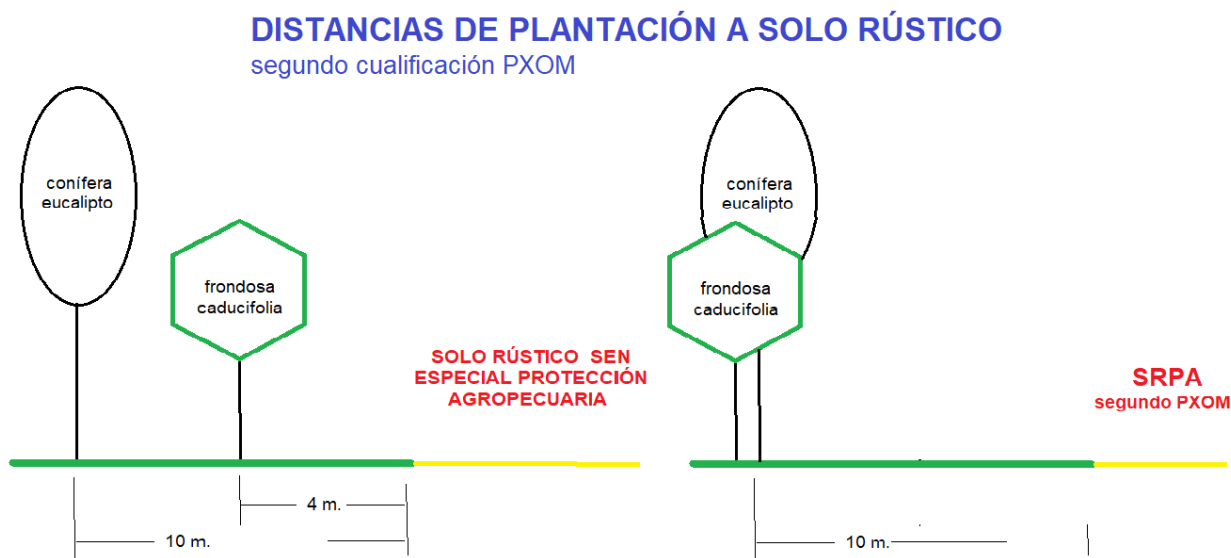 DISTANCIAS DE PLANTACIÓN A SOLO RÚSTICO
segundo cualificación PXOM
conífera
eucalipto
frondosa
caducifolia
SOLO RÚSTICO SEN
ESPECIAL PROTECCIÓN
AGROPECUARIA
4 m.
10 m.
conífera
eucalipto
frondosa
caducifolia
SRPA
segundo PXOM
10 m.